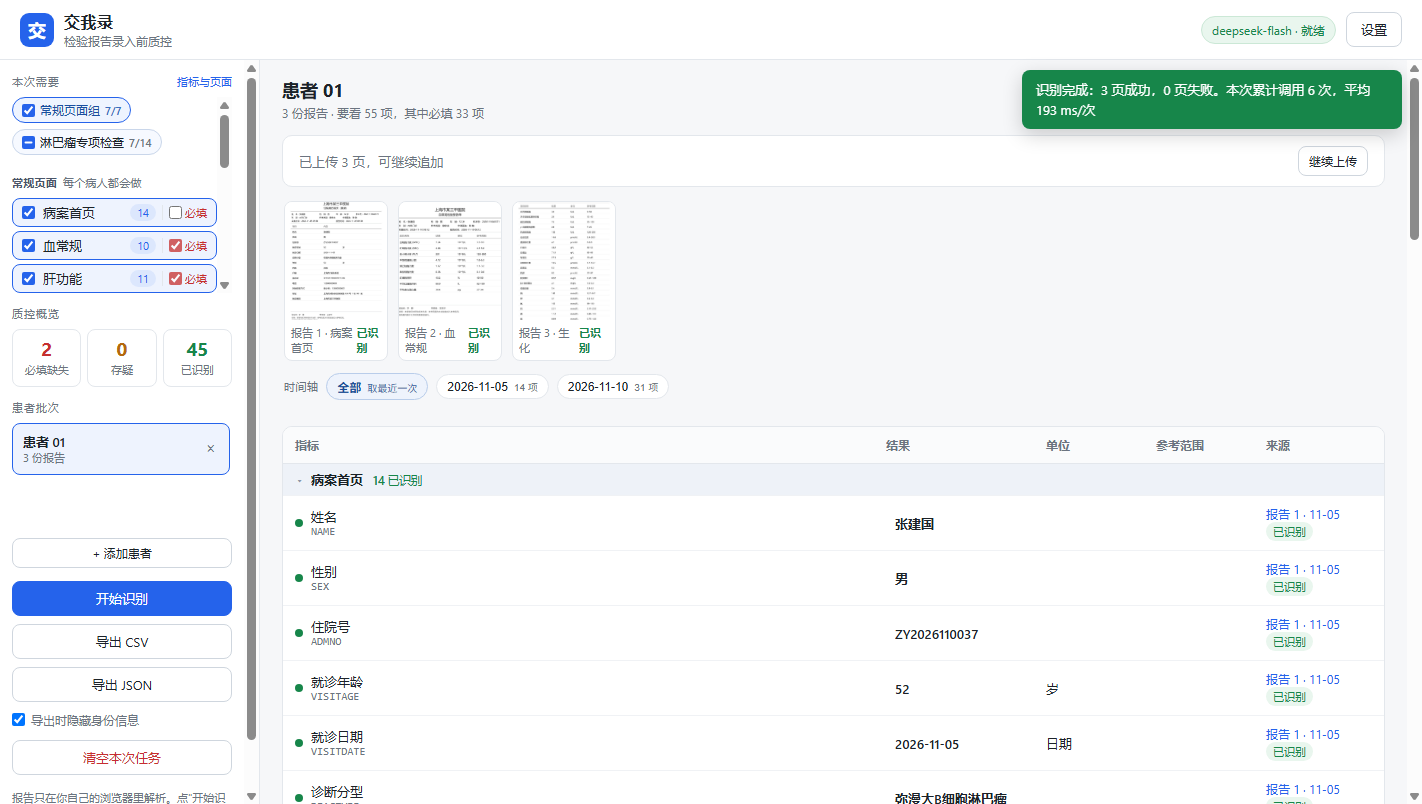 交
交我录
检验报告录入前质控
deepseek-flash · 就绪
设置
本次需要
指标与页面
常规页面组 7/7
淋巴瘤专项检查 7/14
常规页面 每个病人都会做
病案首页 14 必填
血常规 10 必填
肝功能 11 必填
质控概览
2
必填缺失
0
存疑
45
已识别
患者批次
患者 01
3 份报告
×
+ 添加患者
开始识别
导出 CSV
导出 JSON
导出时隐藏身份信息
清空本次任务
报告只在你自己的浏览器里解析。点"开始识
患者 01
3 份报告 · 要看 55 项，其中必填 33 项
识别完成：3 页成功，0 页失败。本次累计调用 6 次，平均
193 ms/次
已上传 3 页，可继续追加
继续上传
报告 1 · 病案首页
已识别
报告 2 · 血常规
已识别
报告 3 · 生化
已识别
时间轴
全部 取最近一次
2026-11-05 14 项
2026-11-10 31 项
指标 结果 单位 参考范围 来源
- 病案首页 14 已识别
姓名
NAME
张建国
报告 1 · 11-05
已识别
性别
SEX
男
报告 1 · 11-05
已识别
住院号
ADMNO
ZY2026110037
报告 1 · 11-05
已识别
就诊年龄
VISITAGE
52
岁
报告 1 · 11-05
已识别
就诊日期
VISITDATE
2026-11-05
日期
报告 1 · 11-05
已识别
诊断分型
弥漫大B细胞淋巴瘤
报告 1 · 11-05